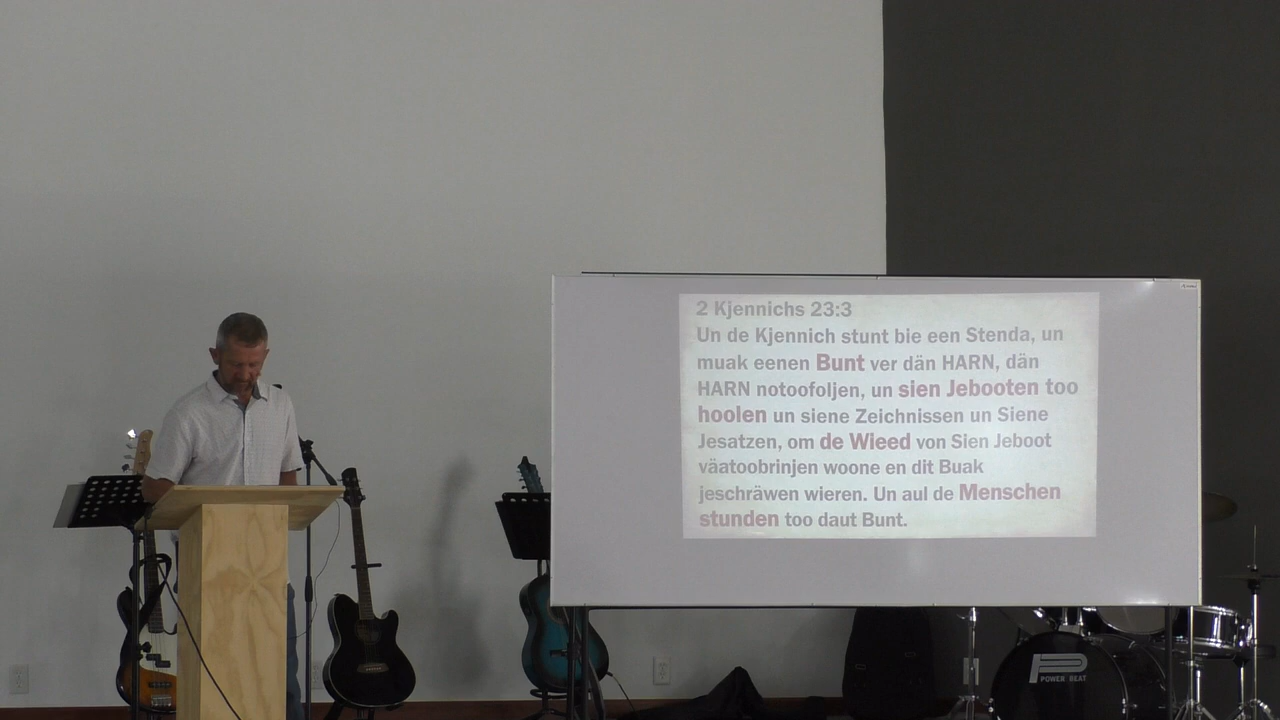 2 Kjennichs 23:3
Un de Kjennich stunt bie een Stenda, un
muak eenen Bunt ver dän HARN, dän
HARN notoofoljen, un sien Jebooten too
hoolen un siene Zeichnissen un Siene
Jesatzen, om de Wieed von Sien Jeboot
väatoobrinjen woone en dit Buak
jeschräwen wieren. Un aul de Menschen
stunden too daut Bunt.
POWER BEAT